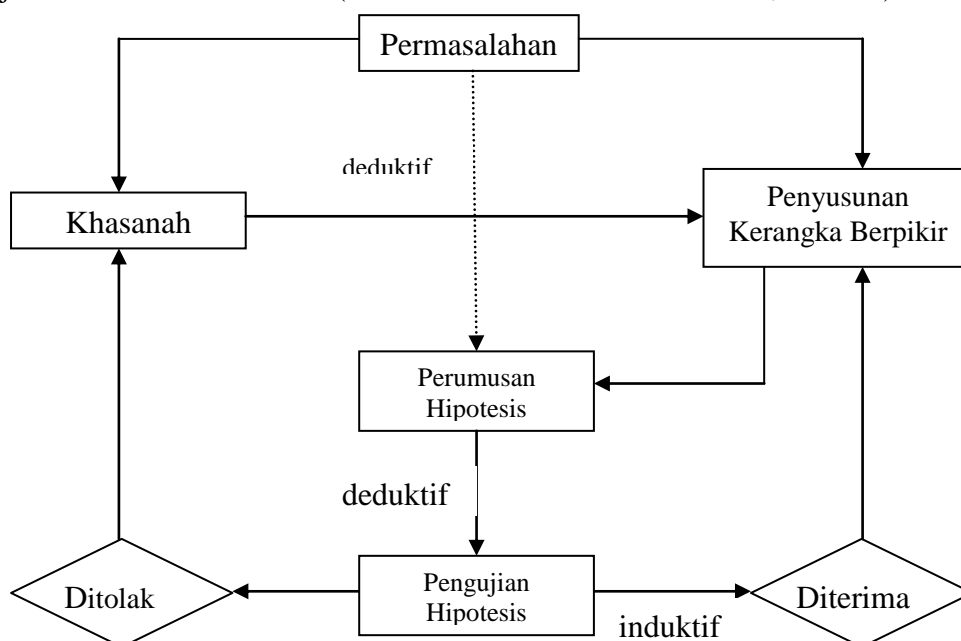 Permasalahan
deduktif
Khasanah
Penyusunan
Kerangka Berpikir
Perumusan
Hipotesis
deduktif
Ditolak
Pengujian
Hipotesis
induktif
Diterima